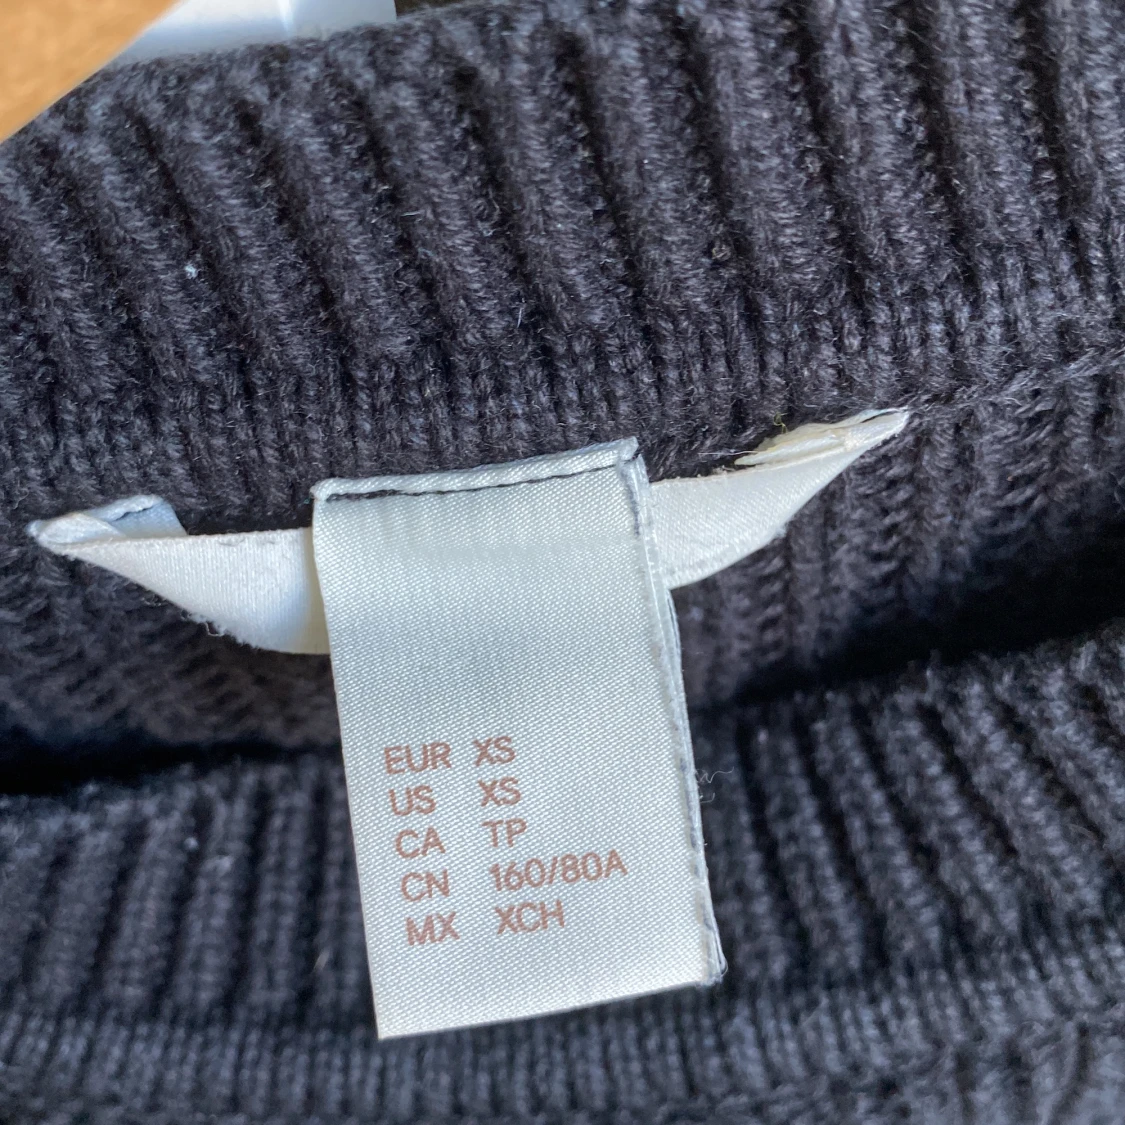 EUR XS
US XS
CA TP
CN 160/80A
MX XCH